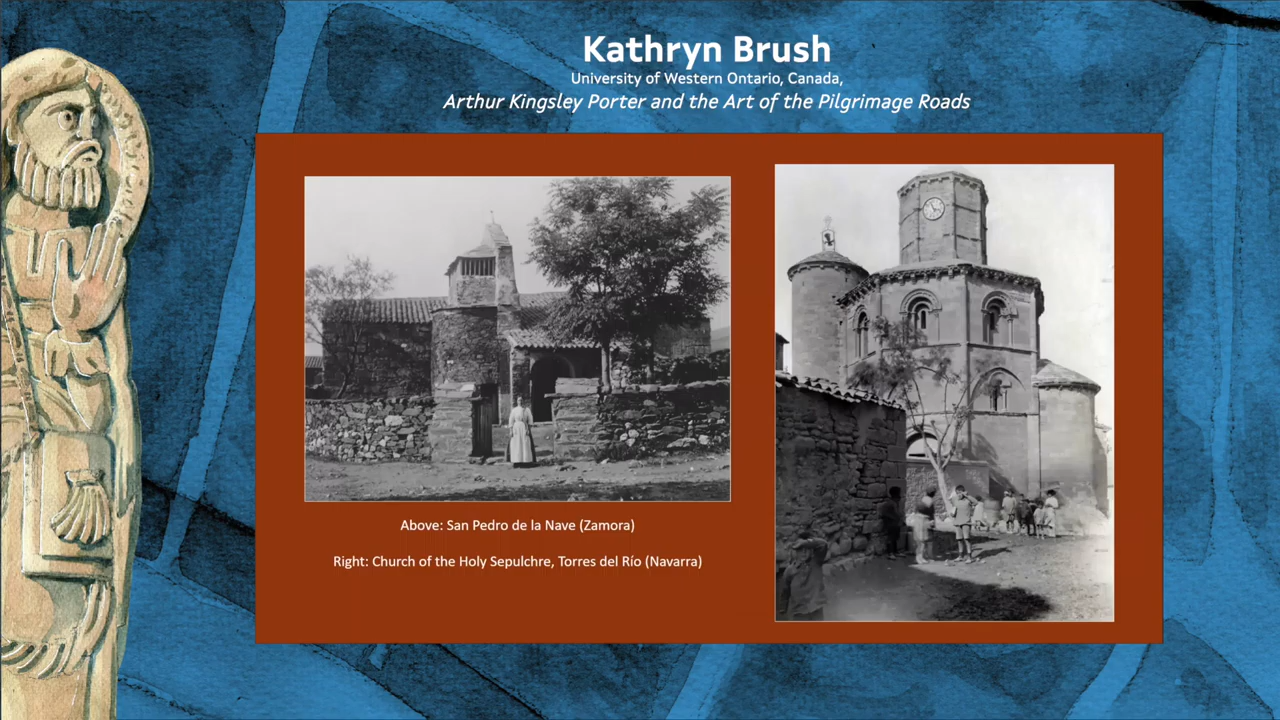 Kathryn Brush
University of Western Ontario, Canada,
Arthur Kingsley Porter and the Art of the Pilgrimage Roads
Above: San Pedro de la Nave (Zamora)
Right: Church of the Holy Sepulchre, Torres del Río (Navarra)